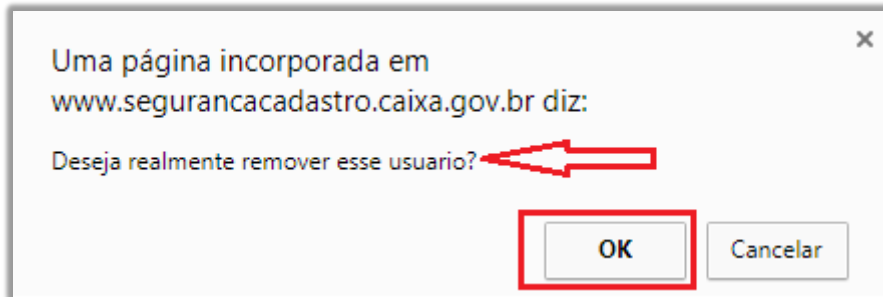 Uma página incorporada em
www.segurancacadastro.caixa.gov.br diz:
Deseja realmente remover esse usuario?
OK
Cancelar